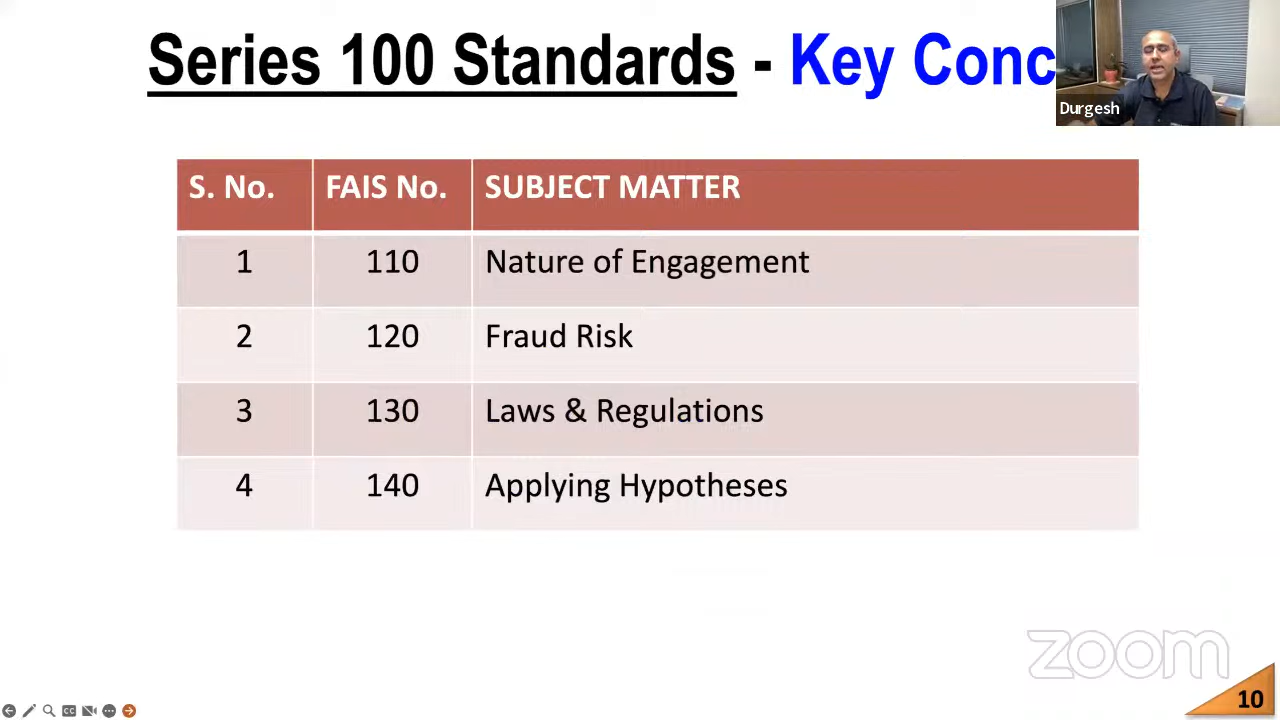 Series 100 Standards - Key Conc
Durgesh
S. No. FAIS No. SUBJECT MATTER
1 110 Nature of Engagement
2 120 Fraud Risk
3 130 Laws & Regulations
4 140 Applying Hypotheses
zoom
10